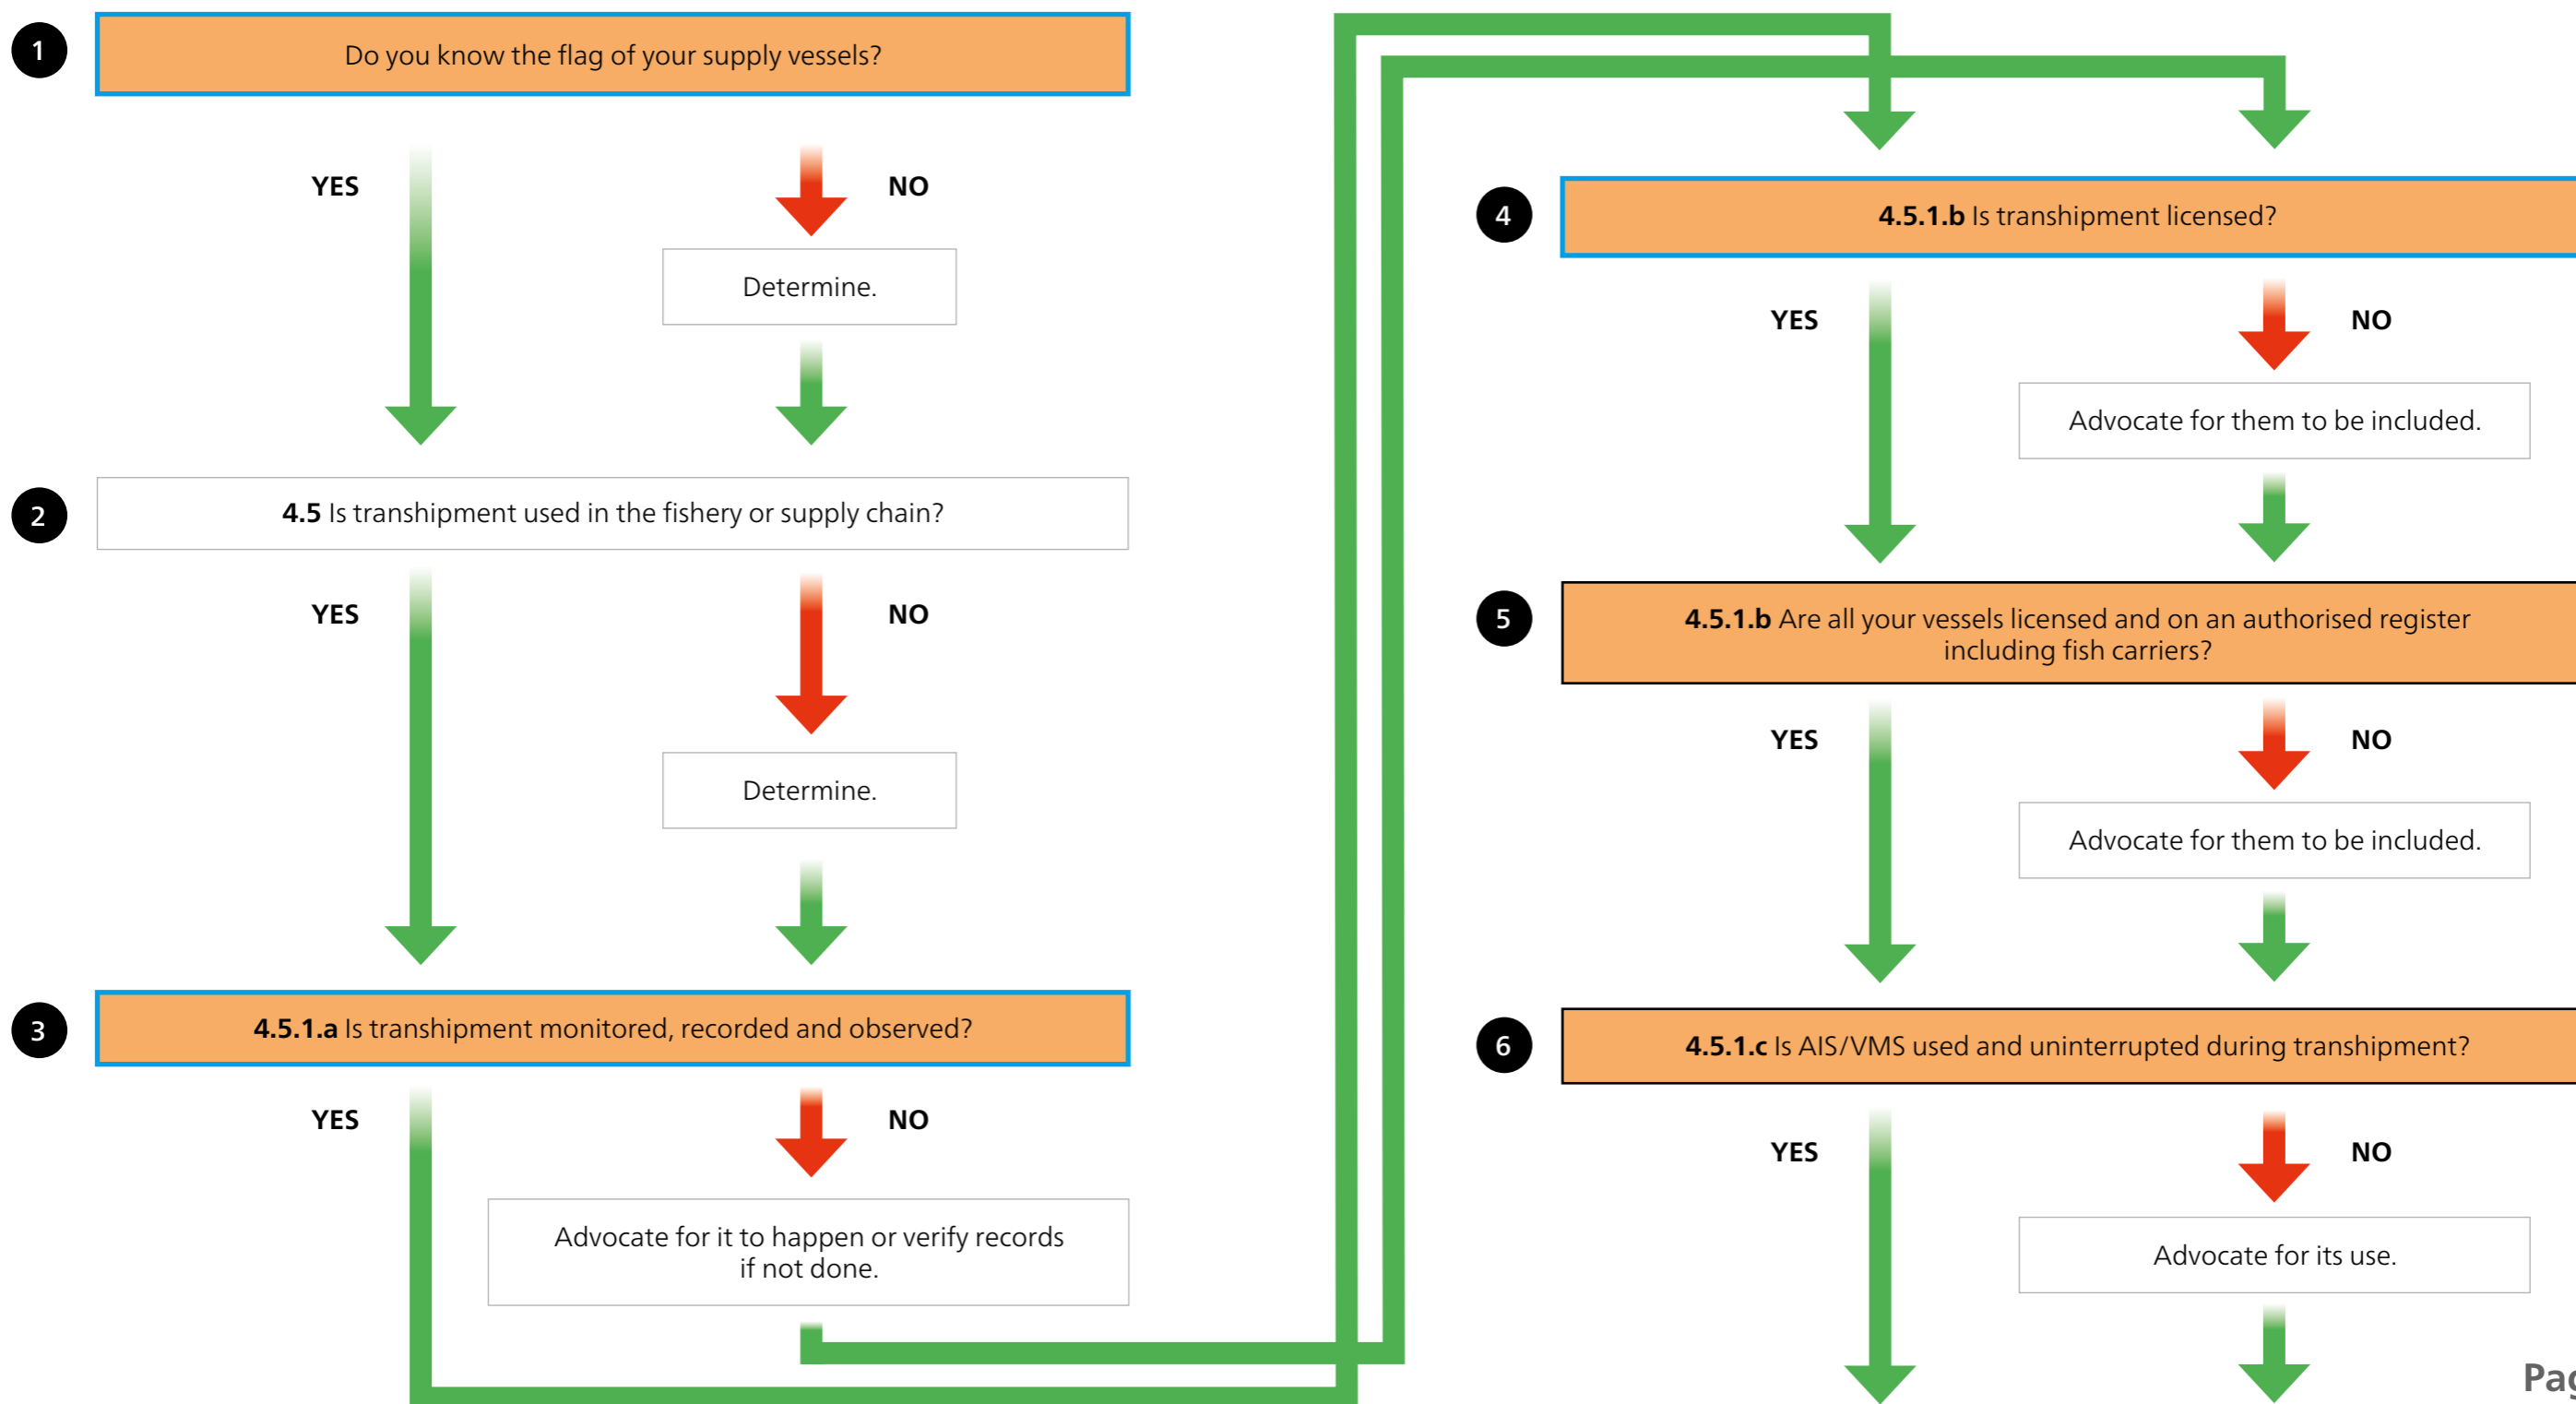 1
Do you know the flag of your supply vessels?
YES
NO
Determine.
2
4.5 Is transhipment used in the fishery or supply chain?
YES
NO
Determine.
3
4.5.1.a Is transhipment monitored, recorded and observed?
YES
NO
Advocate for it to happen or verify records
if not done.
4
4.5.1.b Is transhipment licensed?
YES
NO
Advocate for them to be included.
5
4.5.1.b Are all your vessels licensed and on an authorised register
including fish carriers?
YES
NO
Advocate for them to be included.
6
4.5.1.c Is AIS/VMS used and uninterrupted during transhipment?
YES
NO
Advocate for its use.